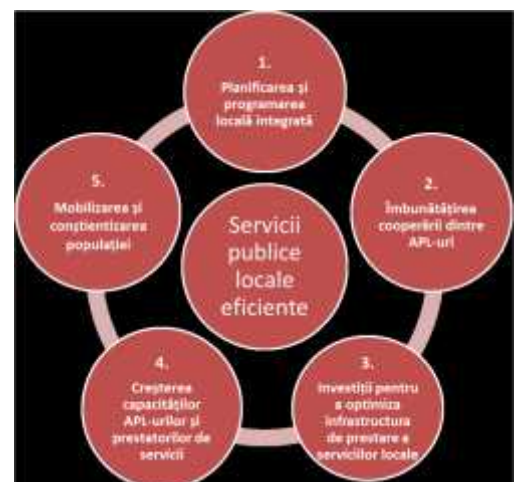 1.
Planificarea și
programarea
locală integrată
2.
Îmbunătățirea
cooperării dintre
APL-uri
3.
Investiții pentru
a optimiza
infrastructura
de prestare a
serviciilor locale
4.
Creșterea
capacităților
APL-urilor și
prestatorilor de
servicii
5.
Mobilizarea și
conștientizarea
populației
Servicii
publice
locale
eficiente